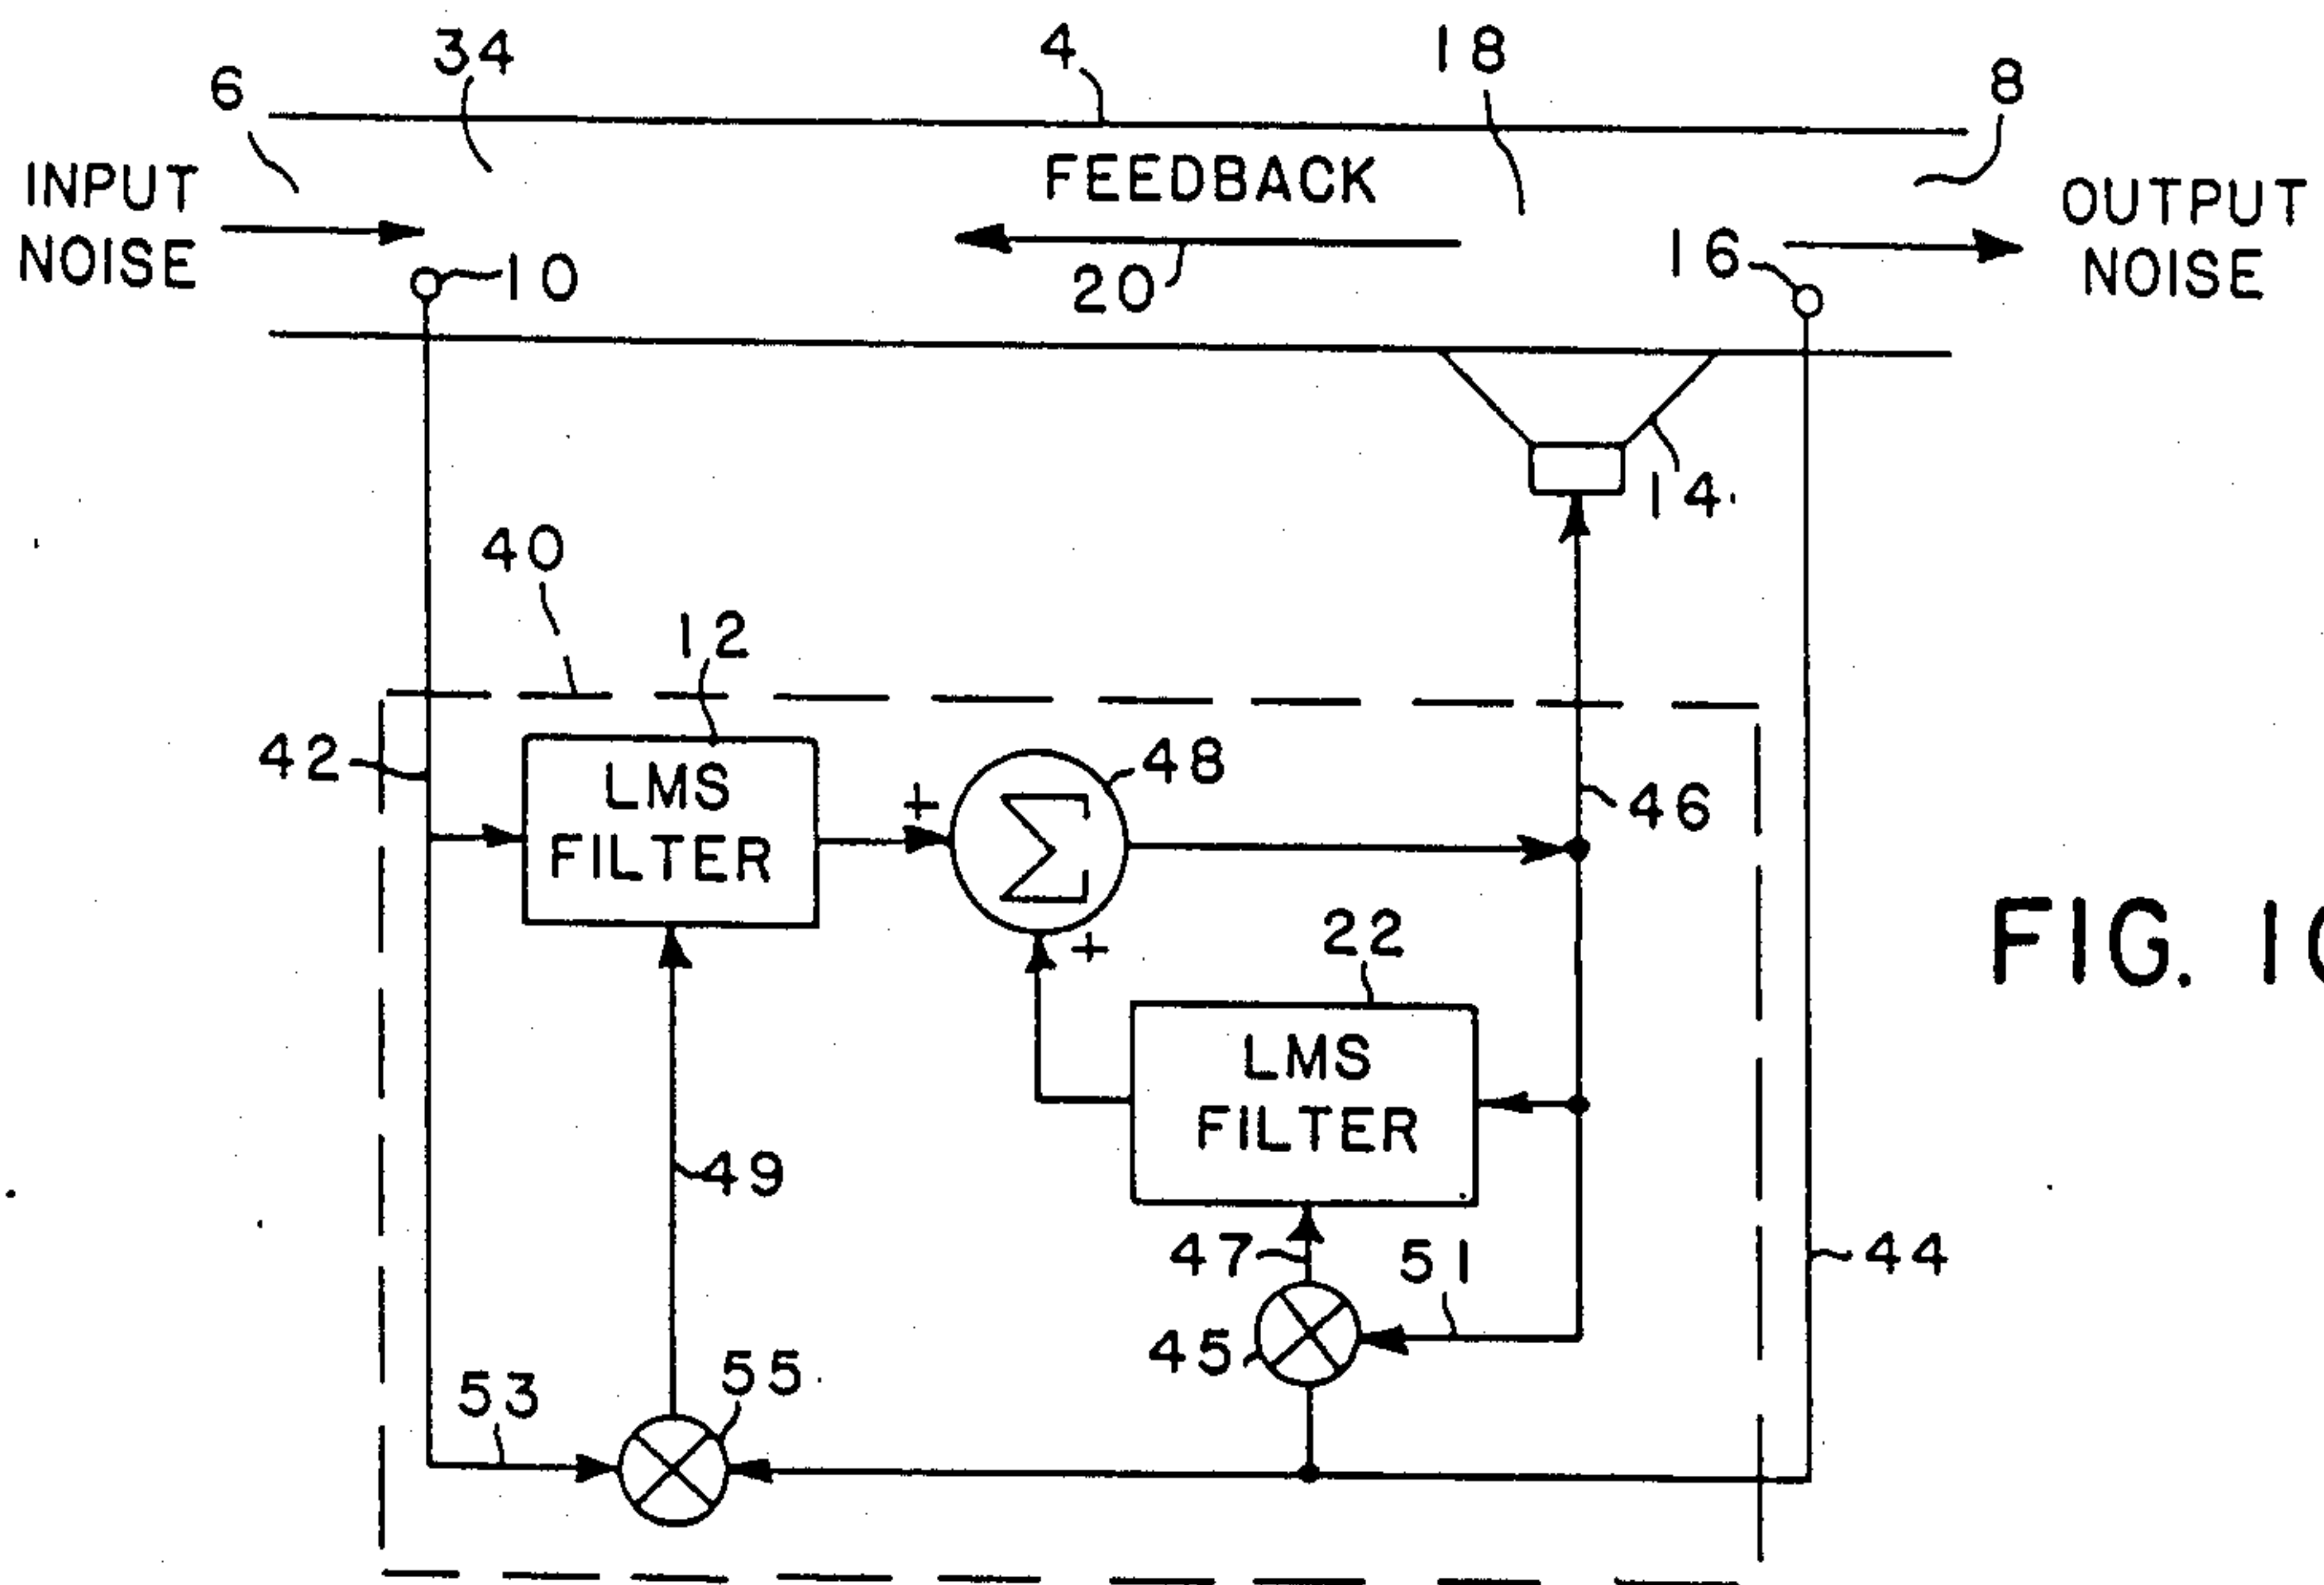 6
34
4
18
8
INPUT
NOISE
FEEDBACK
OUTPUT
NOISE
10
20
16
14
40
12
42
LMS
FILTER
+
Σ
48
46
+
22
LMS
FILTER
FIG.
49
47
51
44
45
53
55